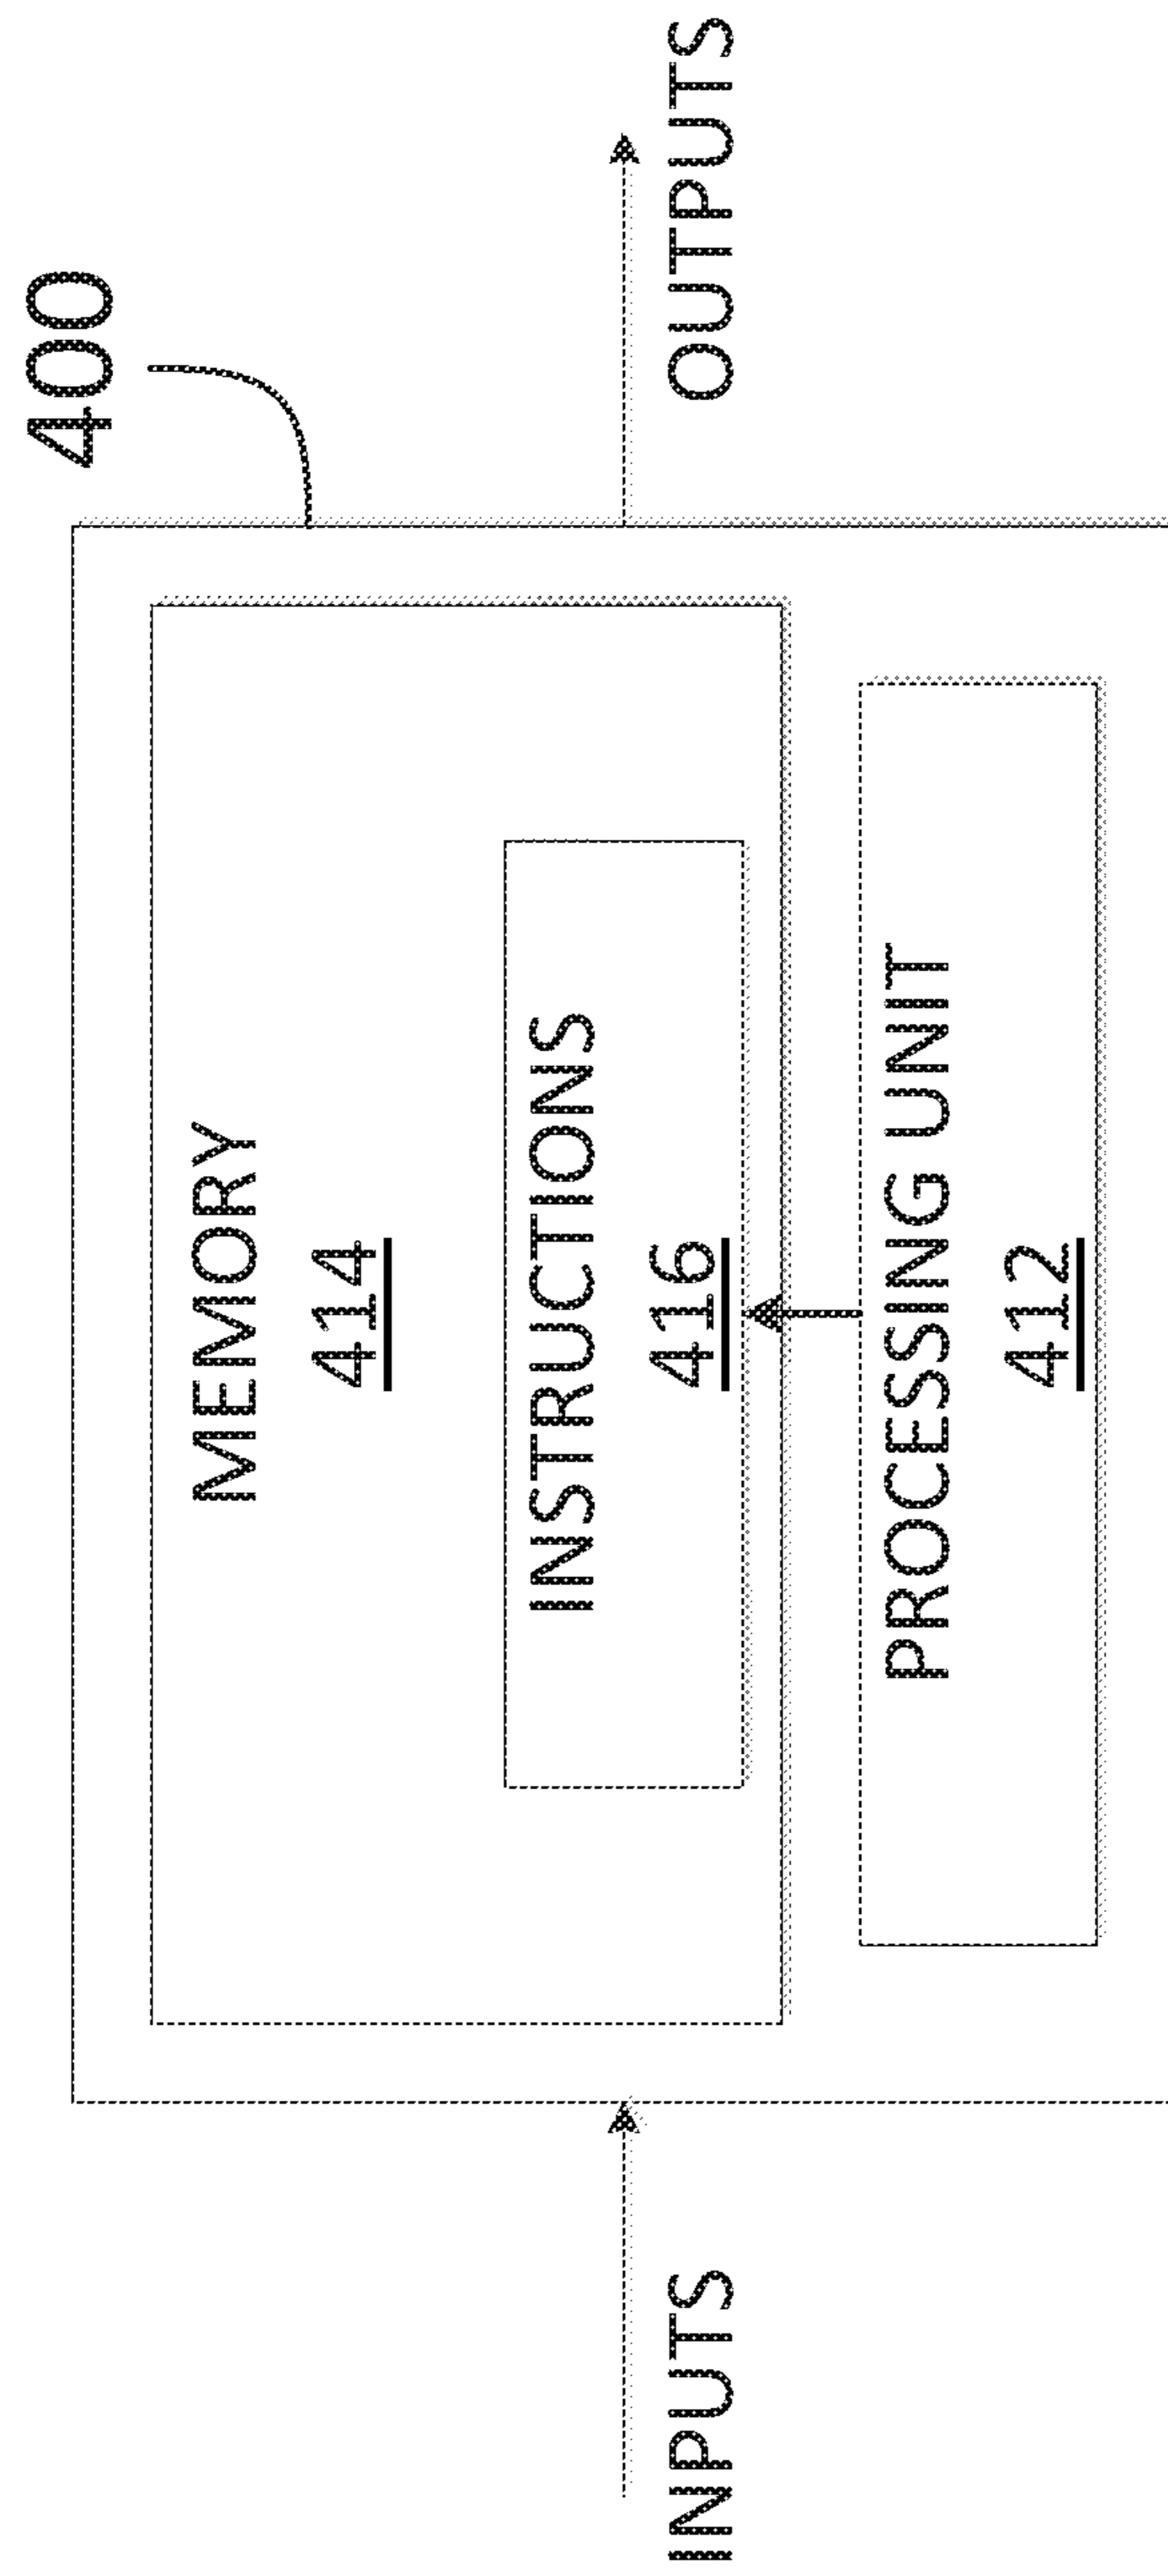 400
MEMORY
414
INSTRUCTIONS
416
INPUTS
OUTPUTS
PROCESSING UNIT
412